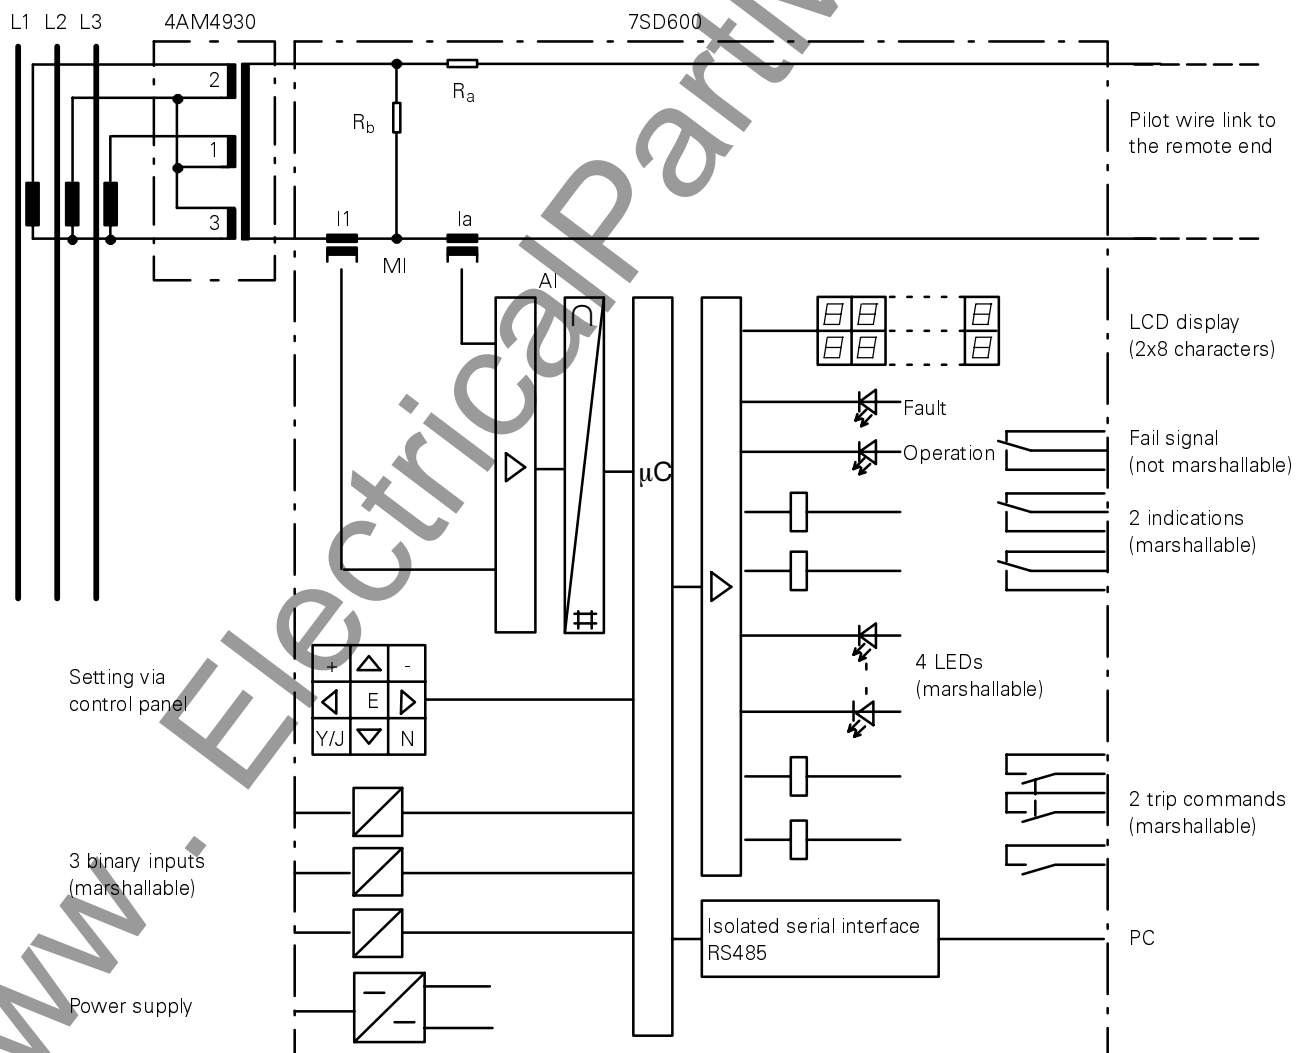 L1 L2 L3 4AM4930 7SD600
2
1
3
Rb
Ra
I1
Ia
MI
AI
Pilot wire link to
the remote end
LCD display
(2x8 characters)
Fault
Operation
Fail signal
(not marshallable)
µC
2 indications
(marshallable)
4 LEDs
(marshallable)
Setting via
control panel
+ -
E
Y/J N
2 trip commands
(marshallable)
3 binary inputs
(marshallable)
Isolated serial interface
RS485
PC
Power supply